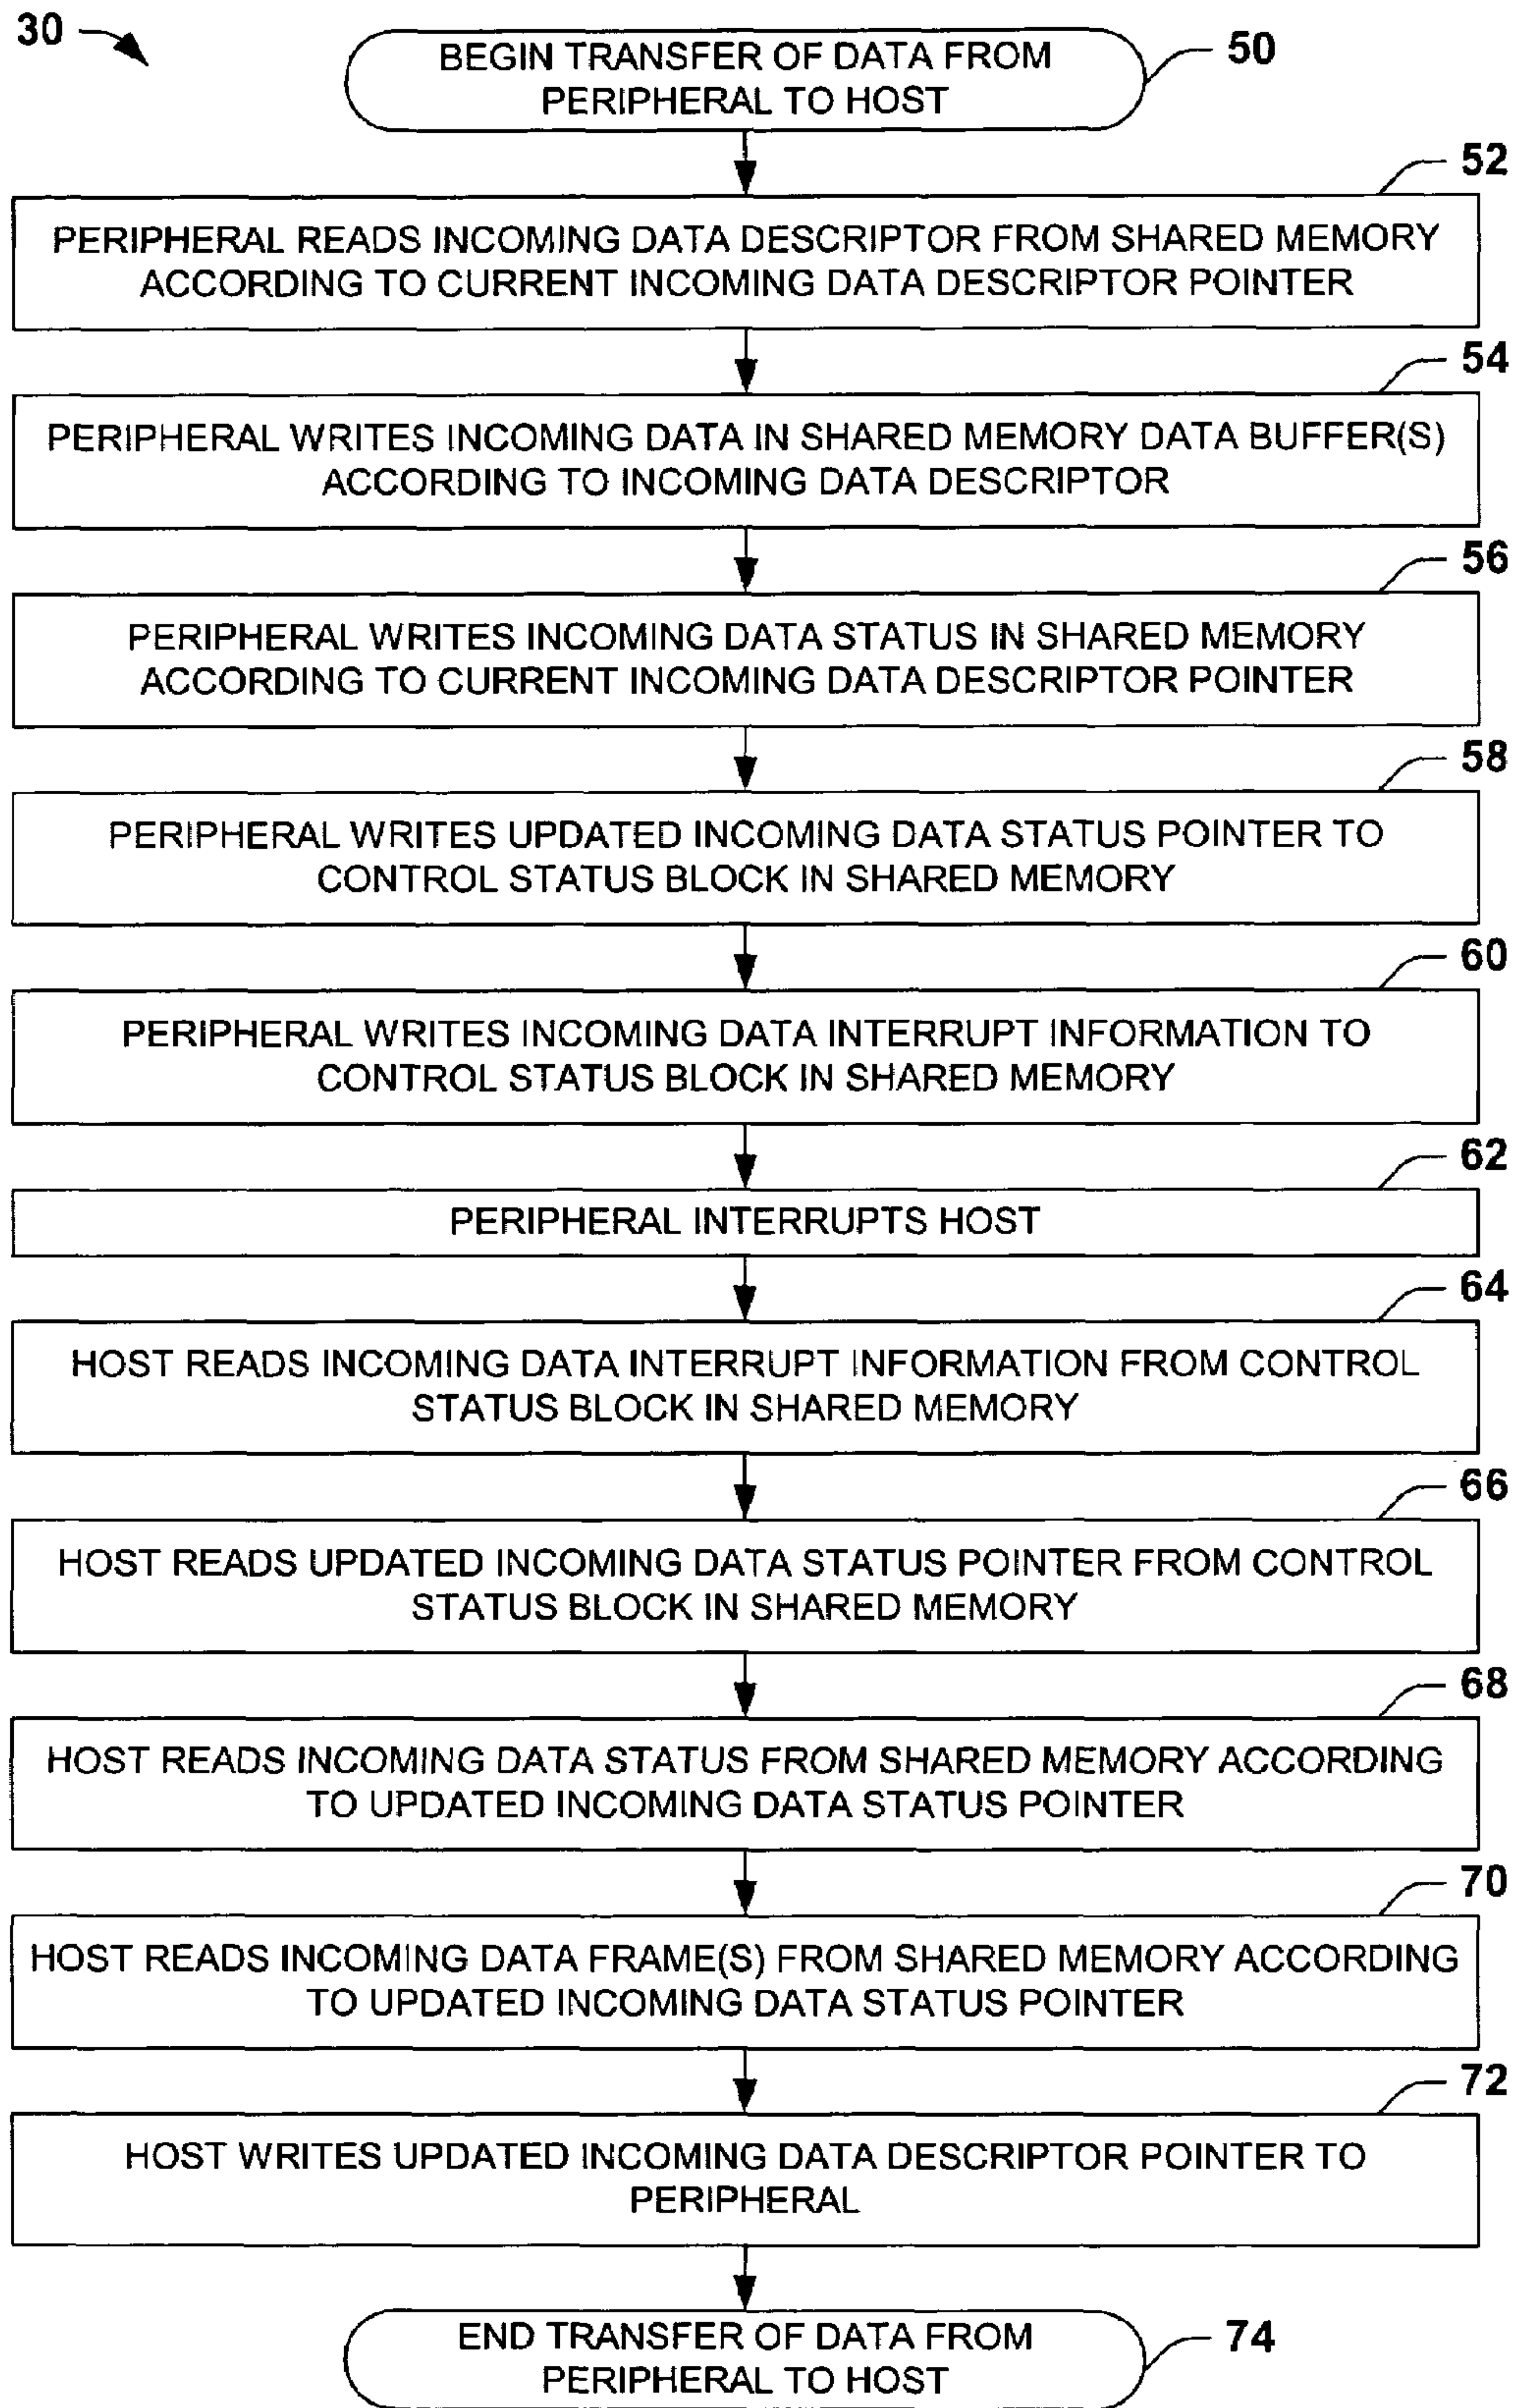 30
BEGIN TRANSFER OF DATA FROM
PERIPHERAL TO HOST
50
52
PERIPHERAL READS INCOMING DATA DESCRIPTOR FROM SHARED MEMORY
ACCORDING TO CURRENT INCOMING DATA DESCRIPTOR POINTER
54
PERIPHERAL WRITES INCOMING DATA IN SHARED MEMORY DATA BUFFER(S)
ACCORDING TO INCOMING DATA DESCRIPTOR
56
PERIPHERAL WRITES INCOMING DATA STATUS IN SHARED MEMORY
ACCORDING TO CURRENT INCOMING DATA DESCRIPTOR POINTER
58
PERIPHERAL WRITES UPDATED INCOMING DATA STATUS POINTER TO
CONTROL STATUS BLOCK IN SHARED MEMORY
60
PERIPHERAL WRITES INCOMING DATA INTERRUPT INFORMATION TO
CONTROL STATUS BLOCK IN SHARED MEMORY
62
PERIPHERAL INTERRUPTS HOST
64
HOST READS INCOMING DATA INTERRUPT INFORMATION FROM CONTROL
STATUS BLOCK IN SHARED MEMORY
66
HOST READS UPDATED INCOMING DATA STATUS POINTER FROM CONTROL
STATUS BLOCK IN SHARED MEMORY
68
HOST READS INCOMING DATA STATUS FROM SHARED MEMORY ACCORDING
TO UPDATED INCOMING DATA STATUS POINTER
70
HOST READS INCOMING DATA FRAME(S) FROM SHARED MEMORY ACCORDING
TO UPDATED INCOMING DATA STATUS POINTER
72
HOST WRITES UPDATED INCOMING DATA DESCRIPTOR POINTER TO
PERIPHERAL
END TRANSFER OF DATA FROM
PERIPHERAL TO HOST
74